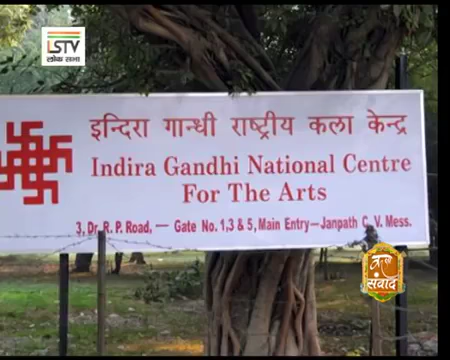 LSTV
लोक सभा
इन्दिरा गान्धी राष्ट्रीय कला केन्द्र
Indira Gandhi National Centre
For The Arts
3, Dr. R. P. Road, — Gate No. 1,3 & 5, Main Entry—Janpath C. V. Mess.
कला
संवाद